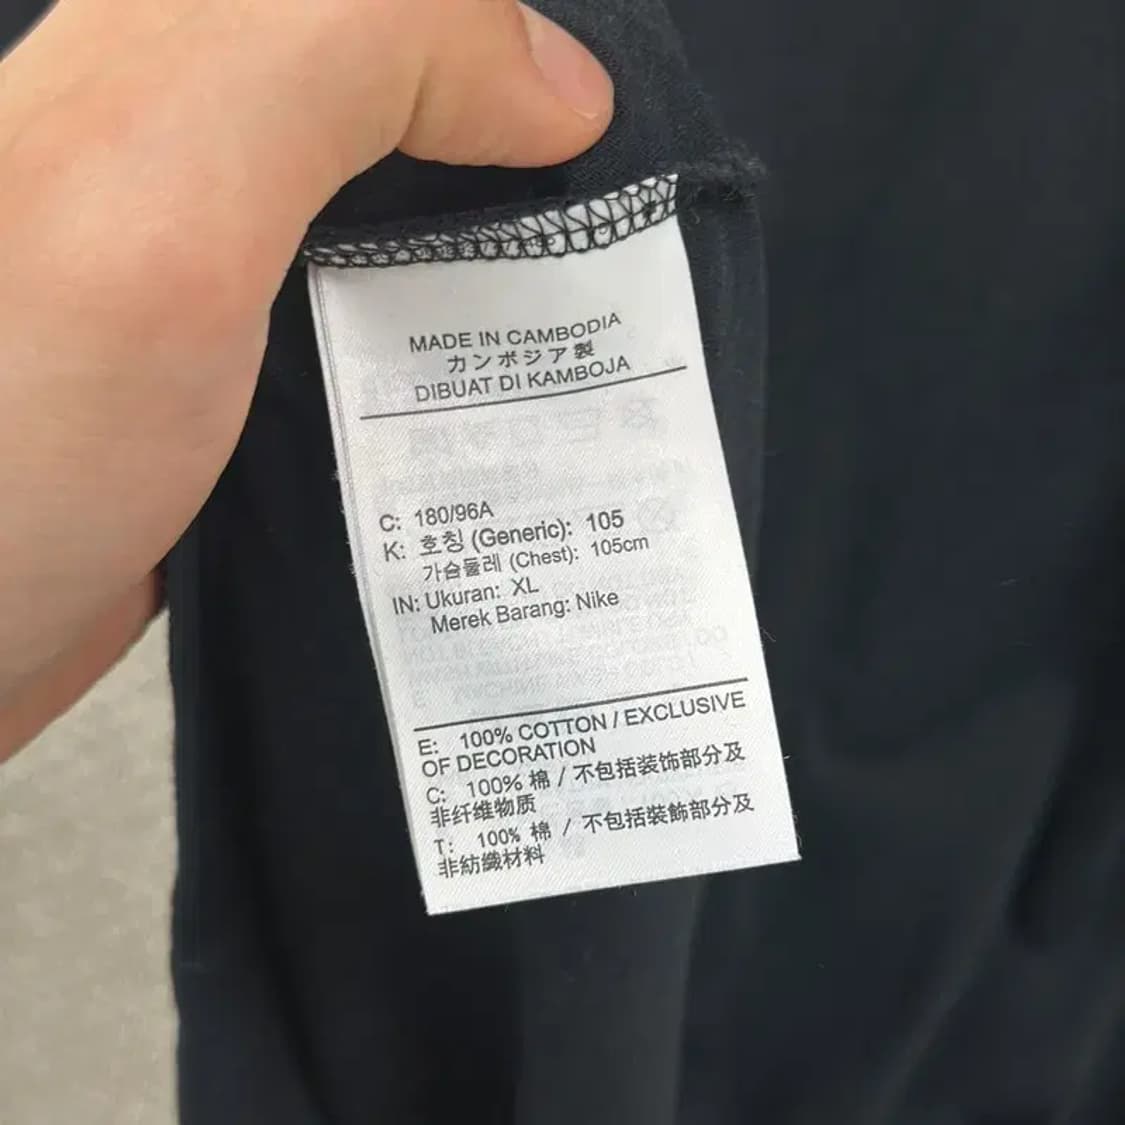 MADE IN CAMBODIA
カンボジア製
DIBUAT DI KAMBOJA
C: 180/96A
K: 호칭 (Generic): 105
가슴둘레 (Chest): 105cm
IN: Ukuran: XL
Merek Barang: Nike
E: 100% COTTON / EXCLUSIVE
OF DECORATION
C: 100% 棉 / 不包括装饰部分及
非纤维物质
T: 100% 棉 / 不包括裝飾部分及
非紡織材料